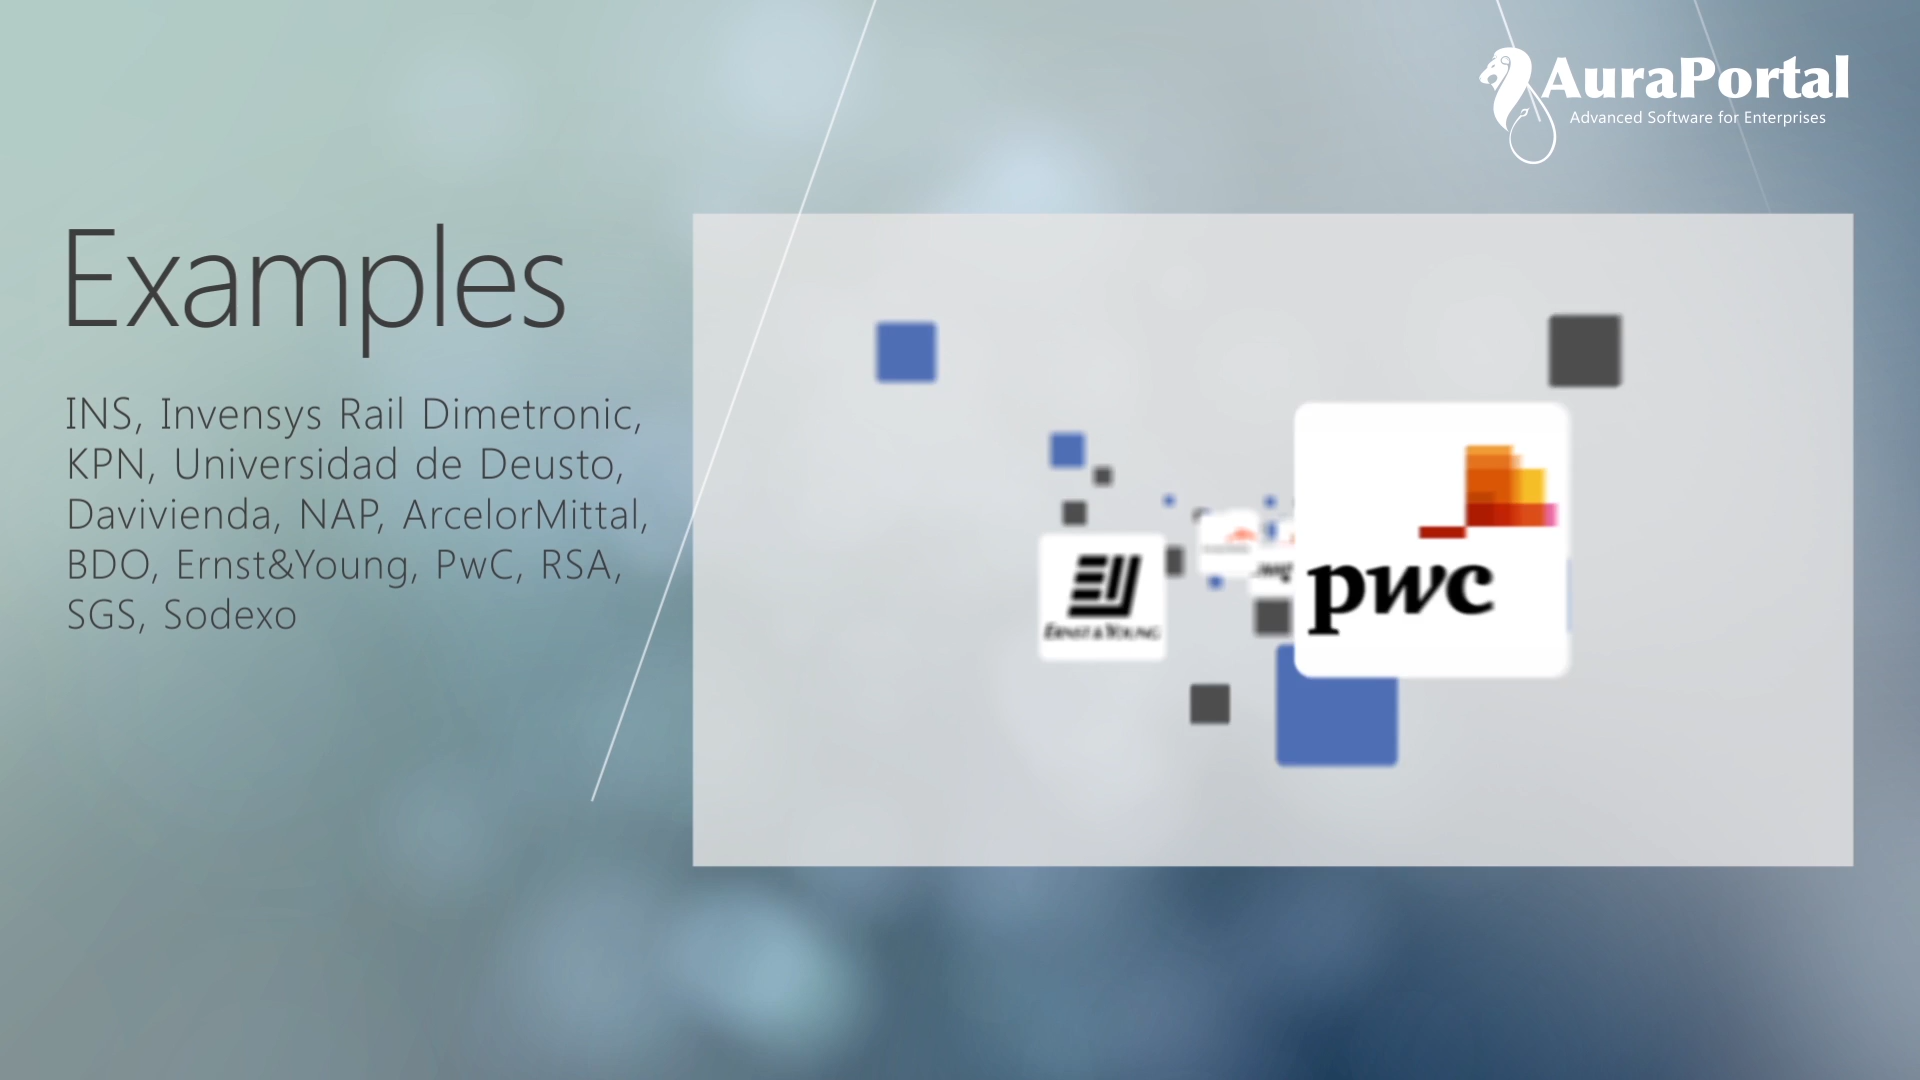 AuraPortal
Advanced Software for Enterprises
Examples
INS, Invensys Rail Dimetronic,
KPN, Universidad de Deusto,
Davivienda, NAP, ArcelorMittal,
BDO, Ernst&Young, PwC, RSA,
SGS, Sodexo
ERNST & YOUNG
pwc